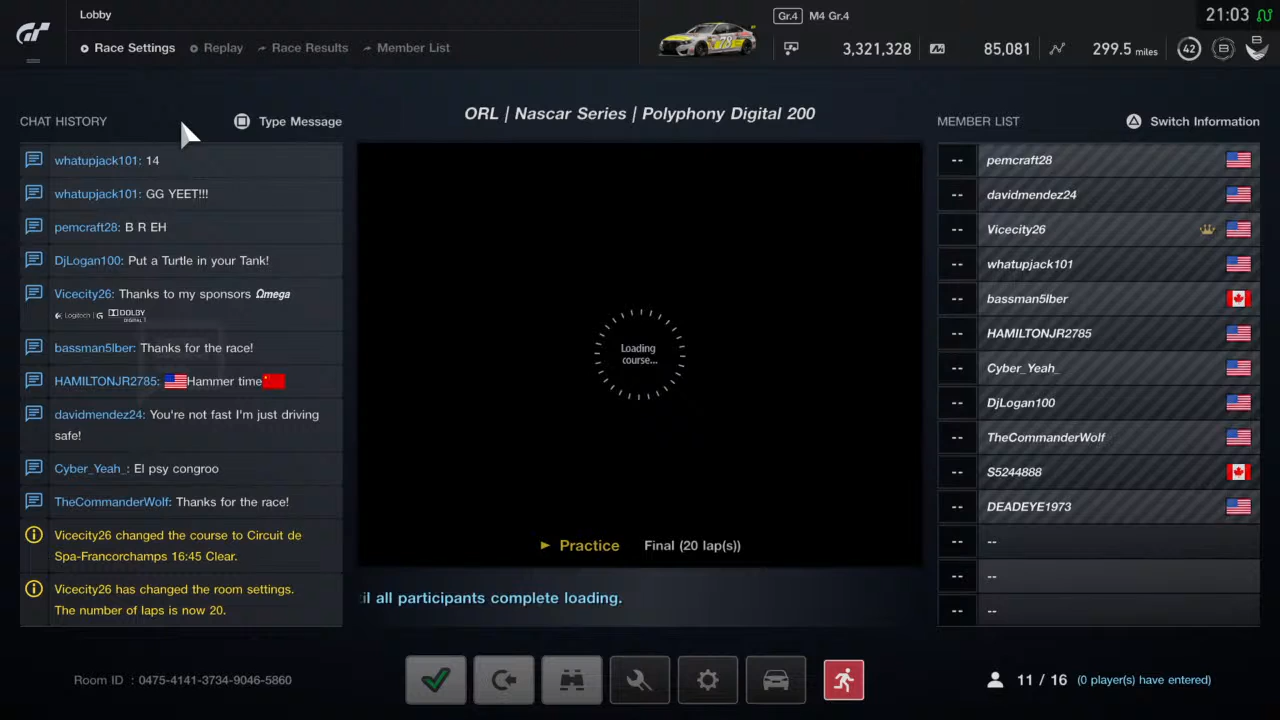 Lobby
Gr.4 M4 Gr.4
21:03
Race Settings Replay Race Results Member List
3,321,328 85,081 299.5 miles 42 B B
CHAT HISTORY Type Message
ORL | Nascar Series | Polyphony Digital 200
MEMBER LIST Switch Information
whatupjack101: 14
whatupjack101: GG YEET!!!
pemcraft28: B R EH
DjLogan100: Put a Turtle in your Tank!
Vicecity26: Thanks to my sponsors Ωmega
Logitech | G DOLBY DIGITAL
bassman5lber: Thanks for the race!
HAMILTONJR2785: Hammer time
davidmendez24: You're not fast I'm just driving
safe!
Cyber_Yeah_: El psy congroo
TheCommanderWolf: Thanks for the race!
Vicecity26 changed the course to Circuit de
Spa-Francorchamps 16:45 Clear.
Vicecity26 has changed the room settings.
The number of laps is now 20.
Loading
course...
Practice Final (20 lap(s))
il all participants complete loading.
-- pemcraft28
-- davidmendez24
-- Vicecity26
-- whatupjack101
-- bassman5lber
-- HAMILTONJR2785
-- Cyber_Yeah_
-- DjLogan100
-- TheCommanderWolf
-- S5244888
-- DEADEYE1973
-- --
-- --
-- --
Room ID : 0475-4141-3734-9046-5860
11 / 16 (0 player(s) have entered)